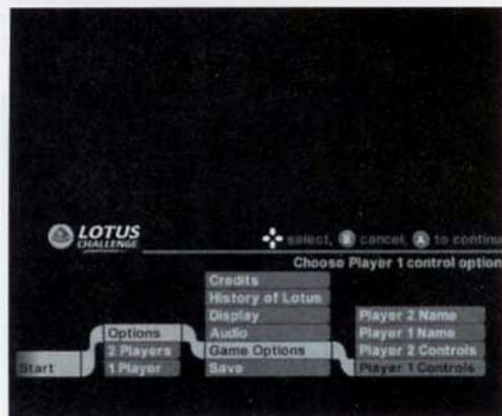 LOTUS
CHALLENGE
select, B cancel, A to continue
Choose Player 1 control option
Credits
History of Lotus
Display
Audio
Game Options
Save
Options
2 Players
1 Player
Start
Player 2 Name
Player 1 Name
Player 2 Controls
Player 1 Controls